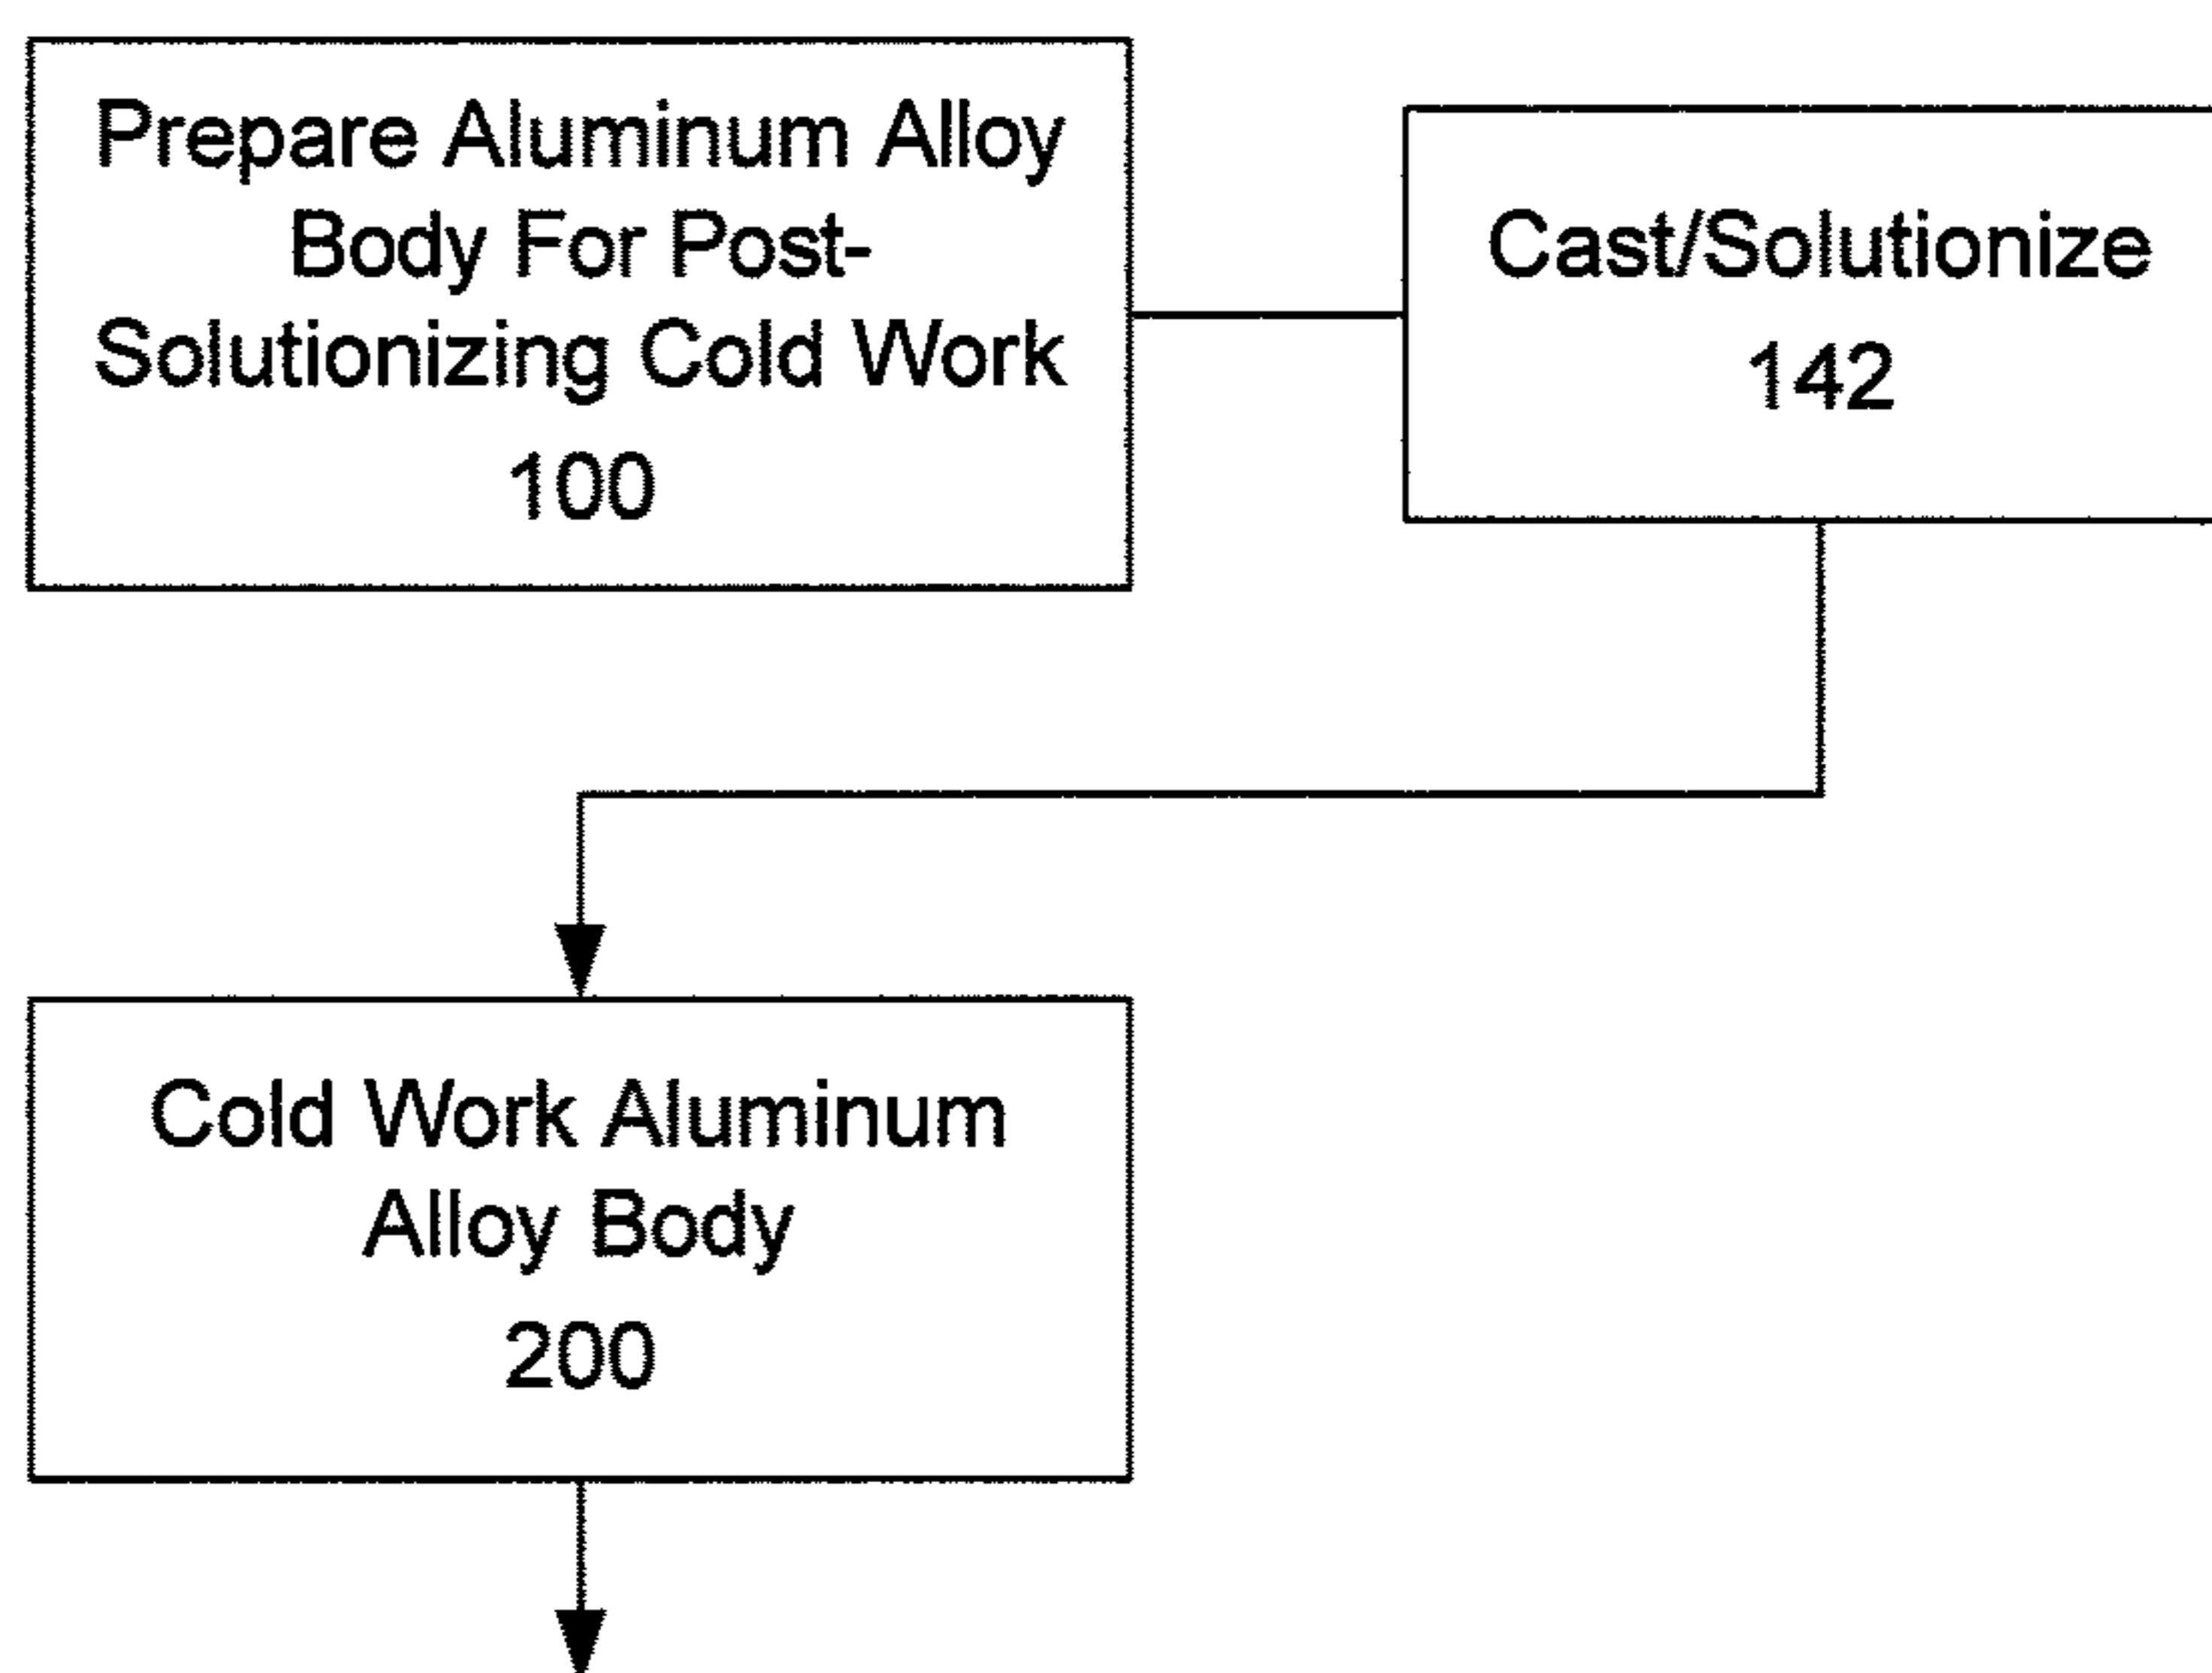 Prepare Aluminum Alloy
Body For Post-
Solutionizing Cold Work
100
Cast/Solutionize
142
Cold Work Aluminum
Alloy Body
200